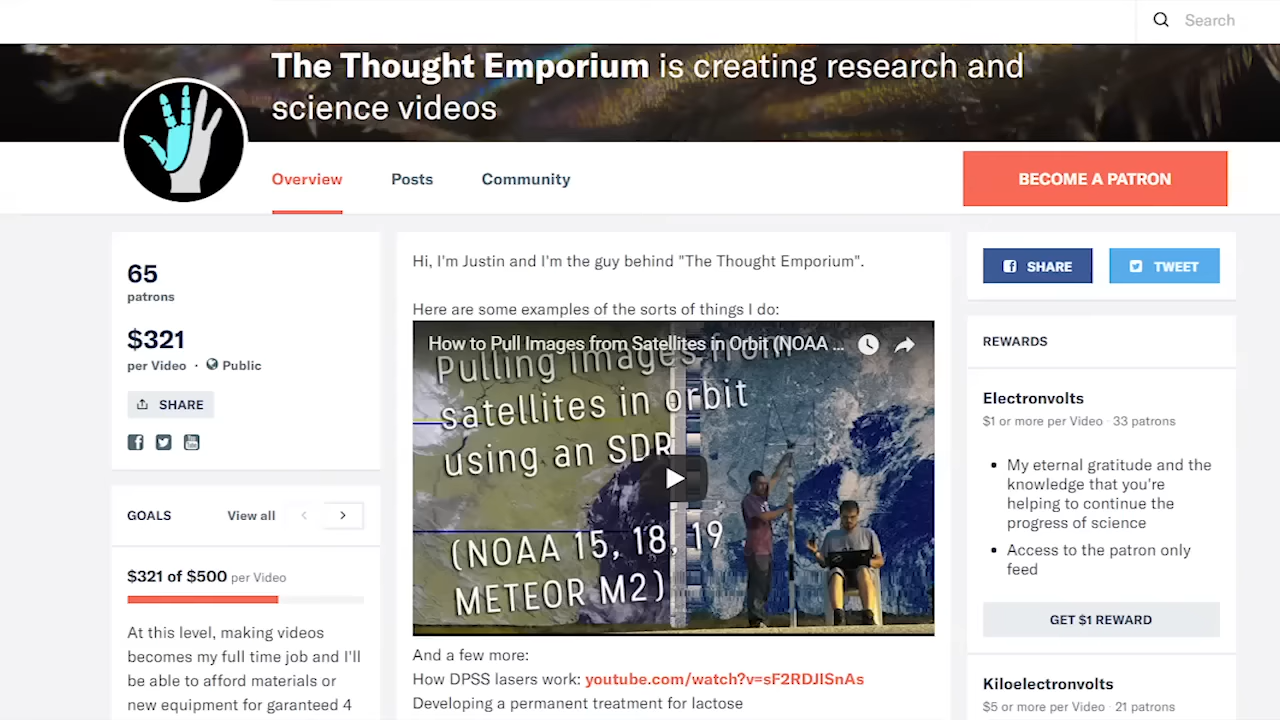 Search
The Thought Emporium is creating research and
science videos
Overview
Posts
Community
BECOME A PATRON
65
patrons
$321
per Video · Public
SHARE
GOALS
View all
$321 of $500 per Video
At this level, making videos
becomes my full time job and I'll
be able to afford materials or
new equipment for garanteed 4
Hi, I'm Justin and I'm the guy behind "The Thought Emporium".
Here are some examples of the sorts of things I do:
How to Pull Images from Satellites in Orbit (NOAA ...
Pulling images from
satellites in orbit
using an SDR
(NOAA 15, 18, 19
METEOR M2)
And a few more:
How DPSS lasers work: youtube.com/watch?v=sF2RDJISnAs
Developing a permanent treatment for lactose
SHARE
TWEET
REWARDS
Electronvolts
$1 or more per Video · 33 patrons
• My eternal gratitude and the
knowledge that you're
helping to continue the
progress of science
• Access to the patron only
feed
GET $1 REWARD
Kiloelectronvolts
$5 or more per Video · 21 patrons